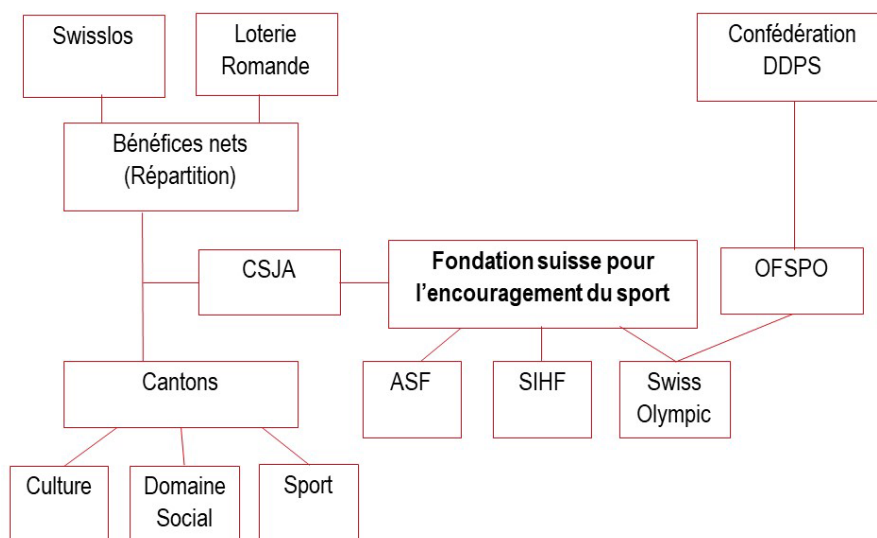 Swisslos
Loterie
Romande
Confédération
DDPS
Bénéfices nets
(Répartition)
CSJA
Fondation suisse pour
l'encouragement du sport
OFSPO
Cantons
ASF
SIHF
Swiss
Olympic
Culture
Domaine
Social
Sport